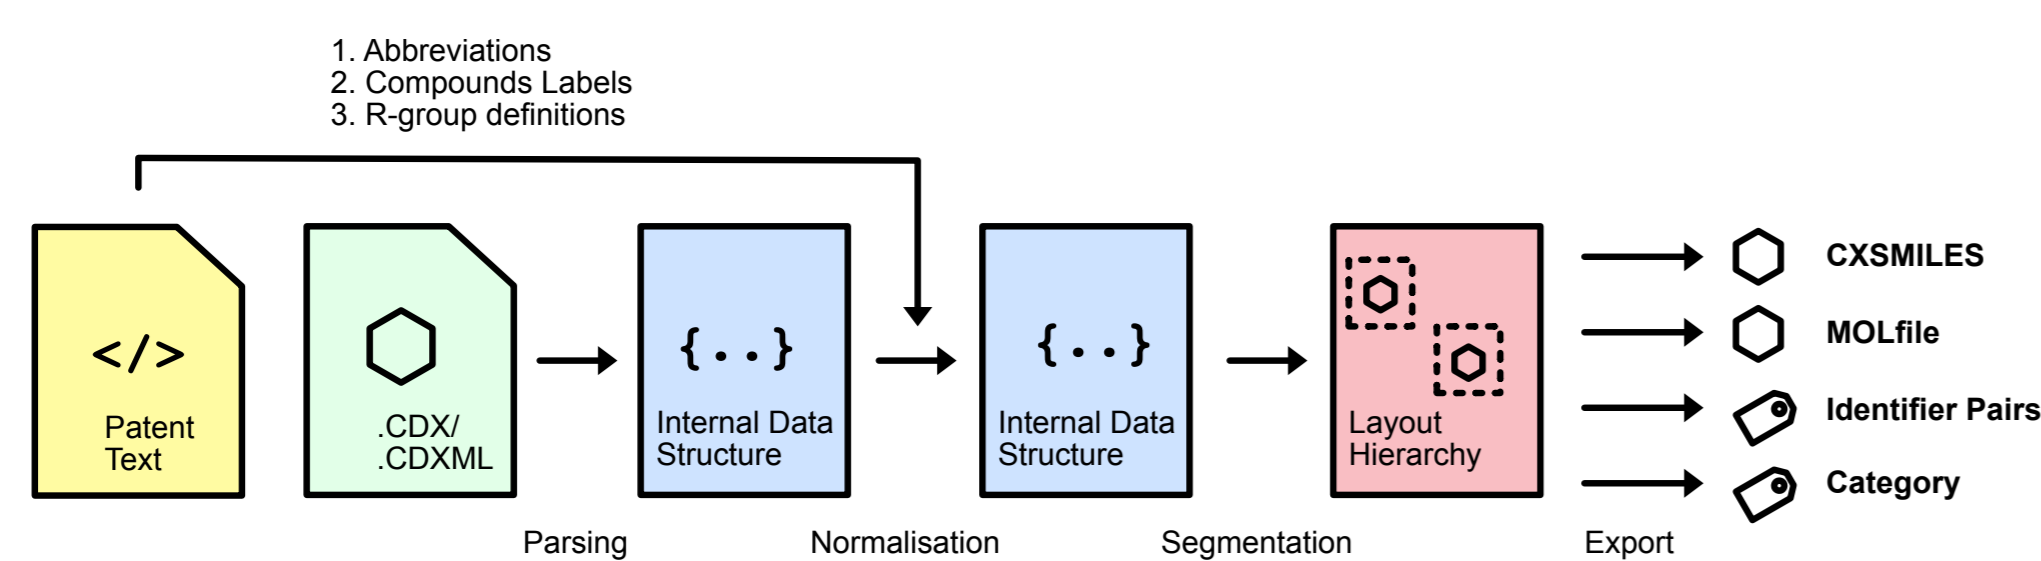 1. Abbreviations
2. Compounds Labels
3. R-group definitions
</>
Patent
Text
.CDX/
.CDXML
{..}
Internal Data
Structure
{..}
Internal Data
Structure
Layout
Hierarchy
CXSMILES
MOLfile
Identifier Pairs
Category
Parsing
Normalisation
Segmentation
Export